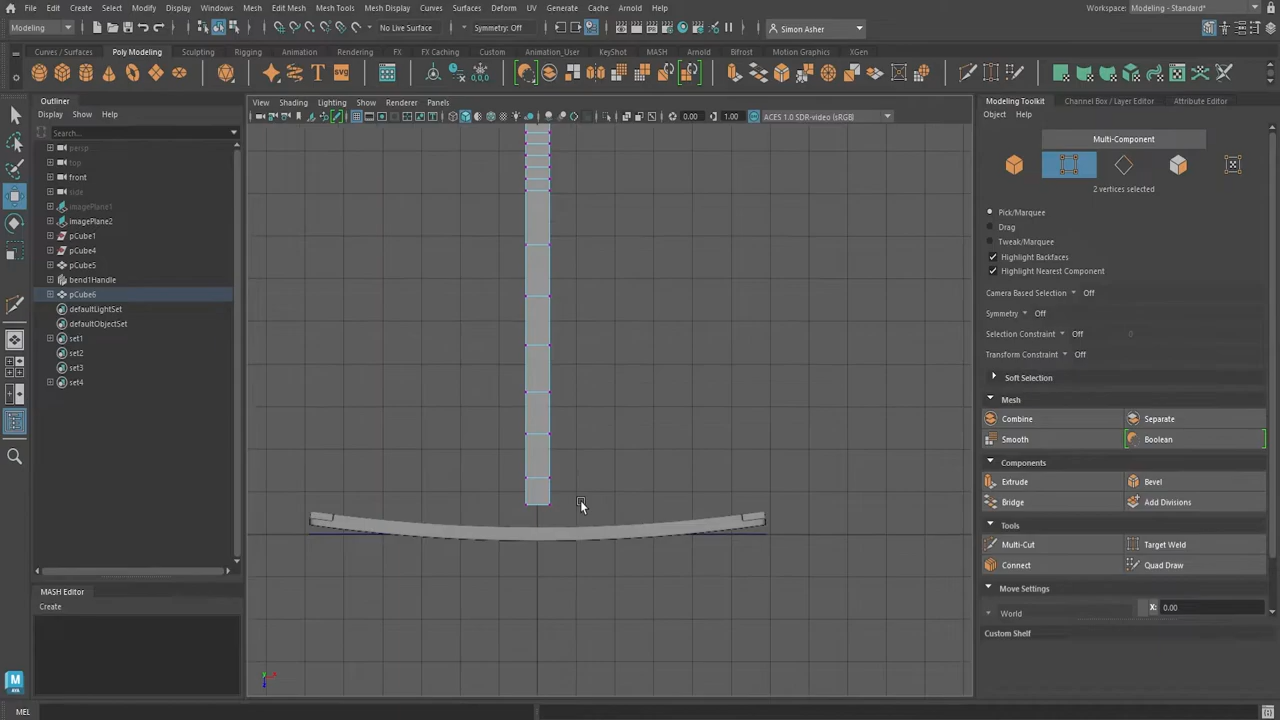 File Edit Create Select Modify Display Windows Mesh Edit Mesh Mesh Tools Mesh Display Curves Surfaces Deform UV Generate Cache Arnold Help Workspace: Modeling - Standard*
Modeling No Live Surface Symmetry: Off Simon Asher
Curves / Surfaces Poly Modeling Sculpting Rigging Animation Rendering FX FX Caching Custom Animation_User KeyShot MASH Arnold Bifrost Motion Graphics XGen
Outliner
Display Show Help
Search...
persp
top
front
side
imagePlane1
imagePlane2
pCube1
pCube4
pCube5
bend1Handle
pCube6
defaultLightSet
defaultObjectSet
set1
set2
set3
set4
MASH Editor
Create
View Shading Lighting Show Renderer Panels
0.00 1.00 ACES 1.0 SDR-video (sRGB)
Modeling Toolkit Channel Box / Layer Editor Attribute Editor
Object Help
Multi-Component
2 vertices selected
Pick/Marquee
Drag
Tweak/Marquee
Highlight Backfaces
Highlight Nearest Component
Camera Based Selection Off
Symmetry Off
Selection Constraint Off 0
Transform Constraint Off
Soft Selection
Mesh
Combine Separate
Smooth Boolean
Components
Extrude Bevel
Bridge Add Divisions
Tools
Multi-Cut Target Weld
Connect Quad Draw
Move Settings
World X: 0.00
Custom Shelf
MEL